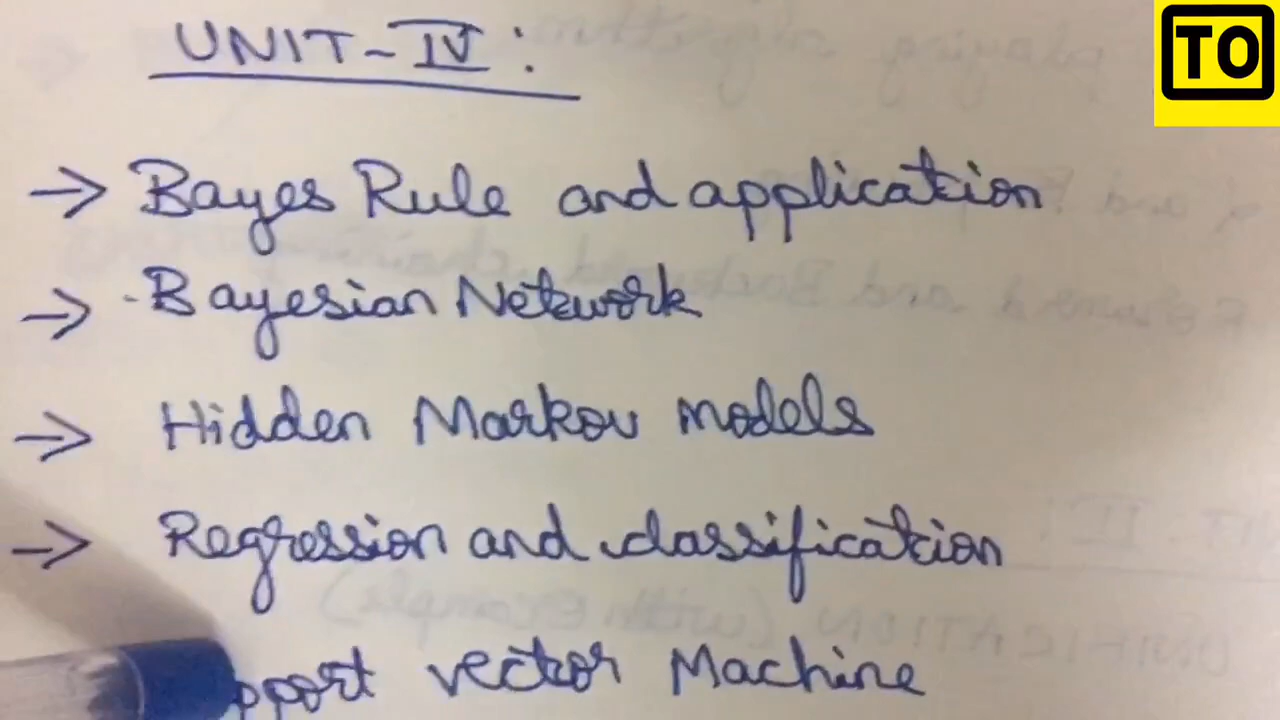 UNIT-IV:
TO
→ Bayes Rule and application
→ Bayesian Network
→ Hidden Markov models
→ Regression and classification
pport vector Machine